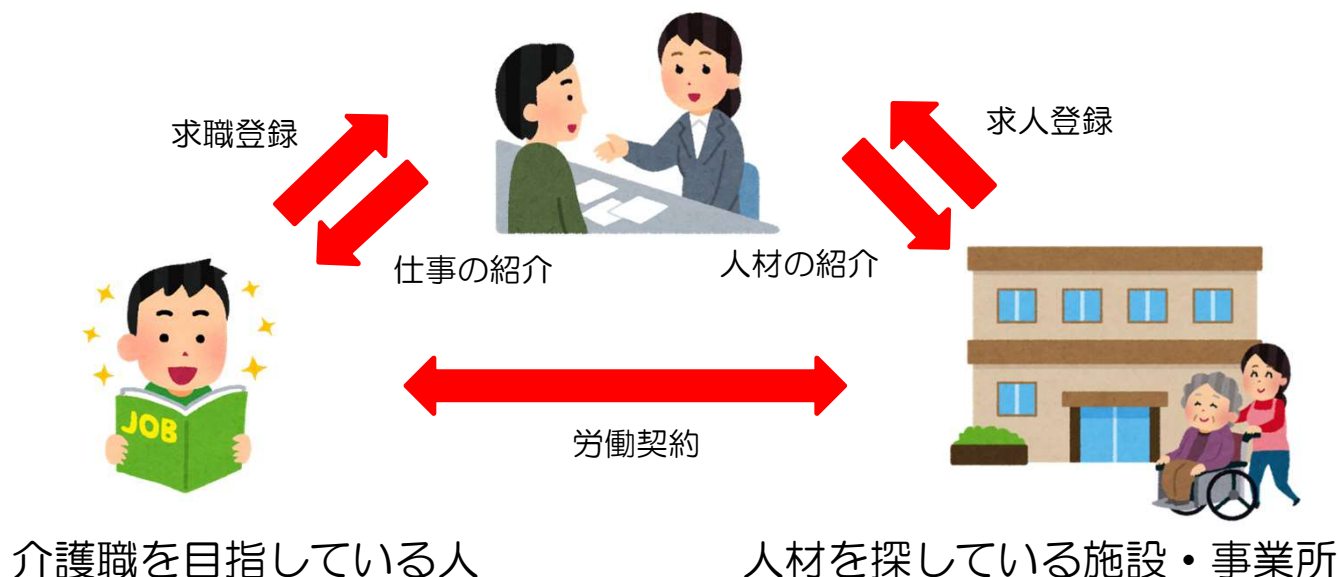 求職登録
求人登録
仕事の紹介
人材の紹介
JOB
労働契約
介護職を目指している人
人材を探している施設・事業所